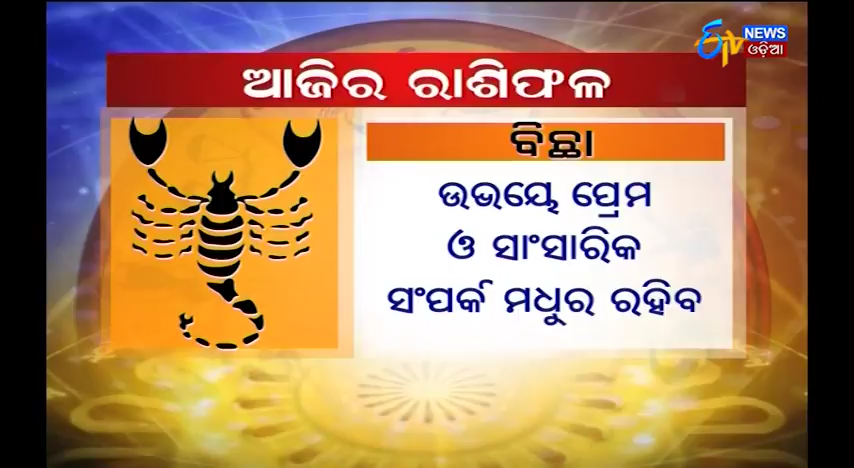 ETV NEWS
ଓଡ଼ିଆ
ଆଜିର ରାଶିଫଳ
ବିଛା
ଉଭୟେ ପ୍ରେମ
ଓ ସାଂସାରିକ
ସଂପର୍କ ମଧୁର ରହିବ